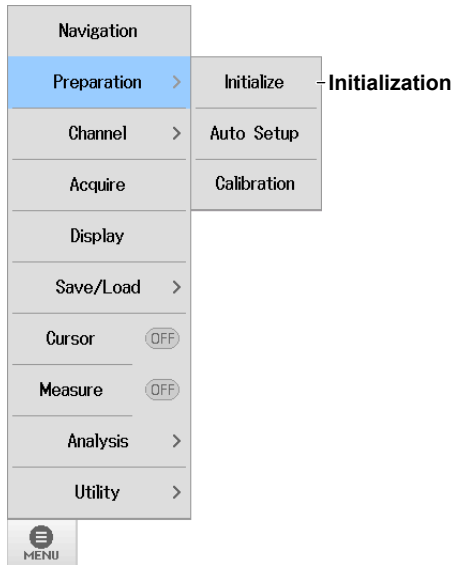 Navigation
Preparation
Initialize
Initialization
Channel
Auto Setup
Acquire
Calibration
Display
Save/Load
Cursor OFF
Measure OFF
Analysis
Utility
MENU